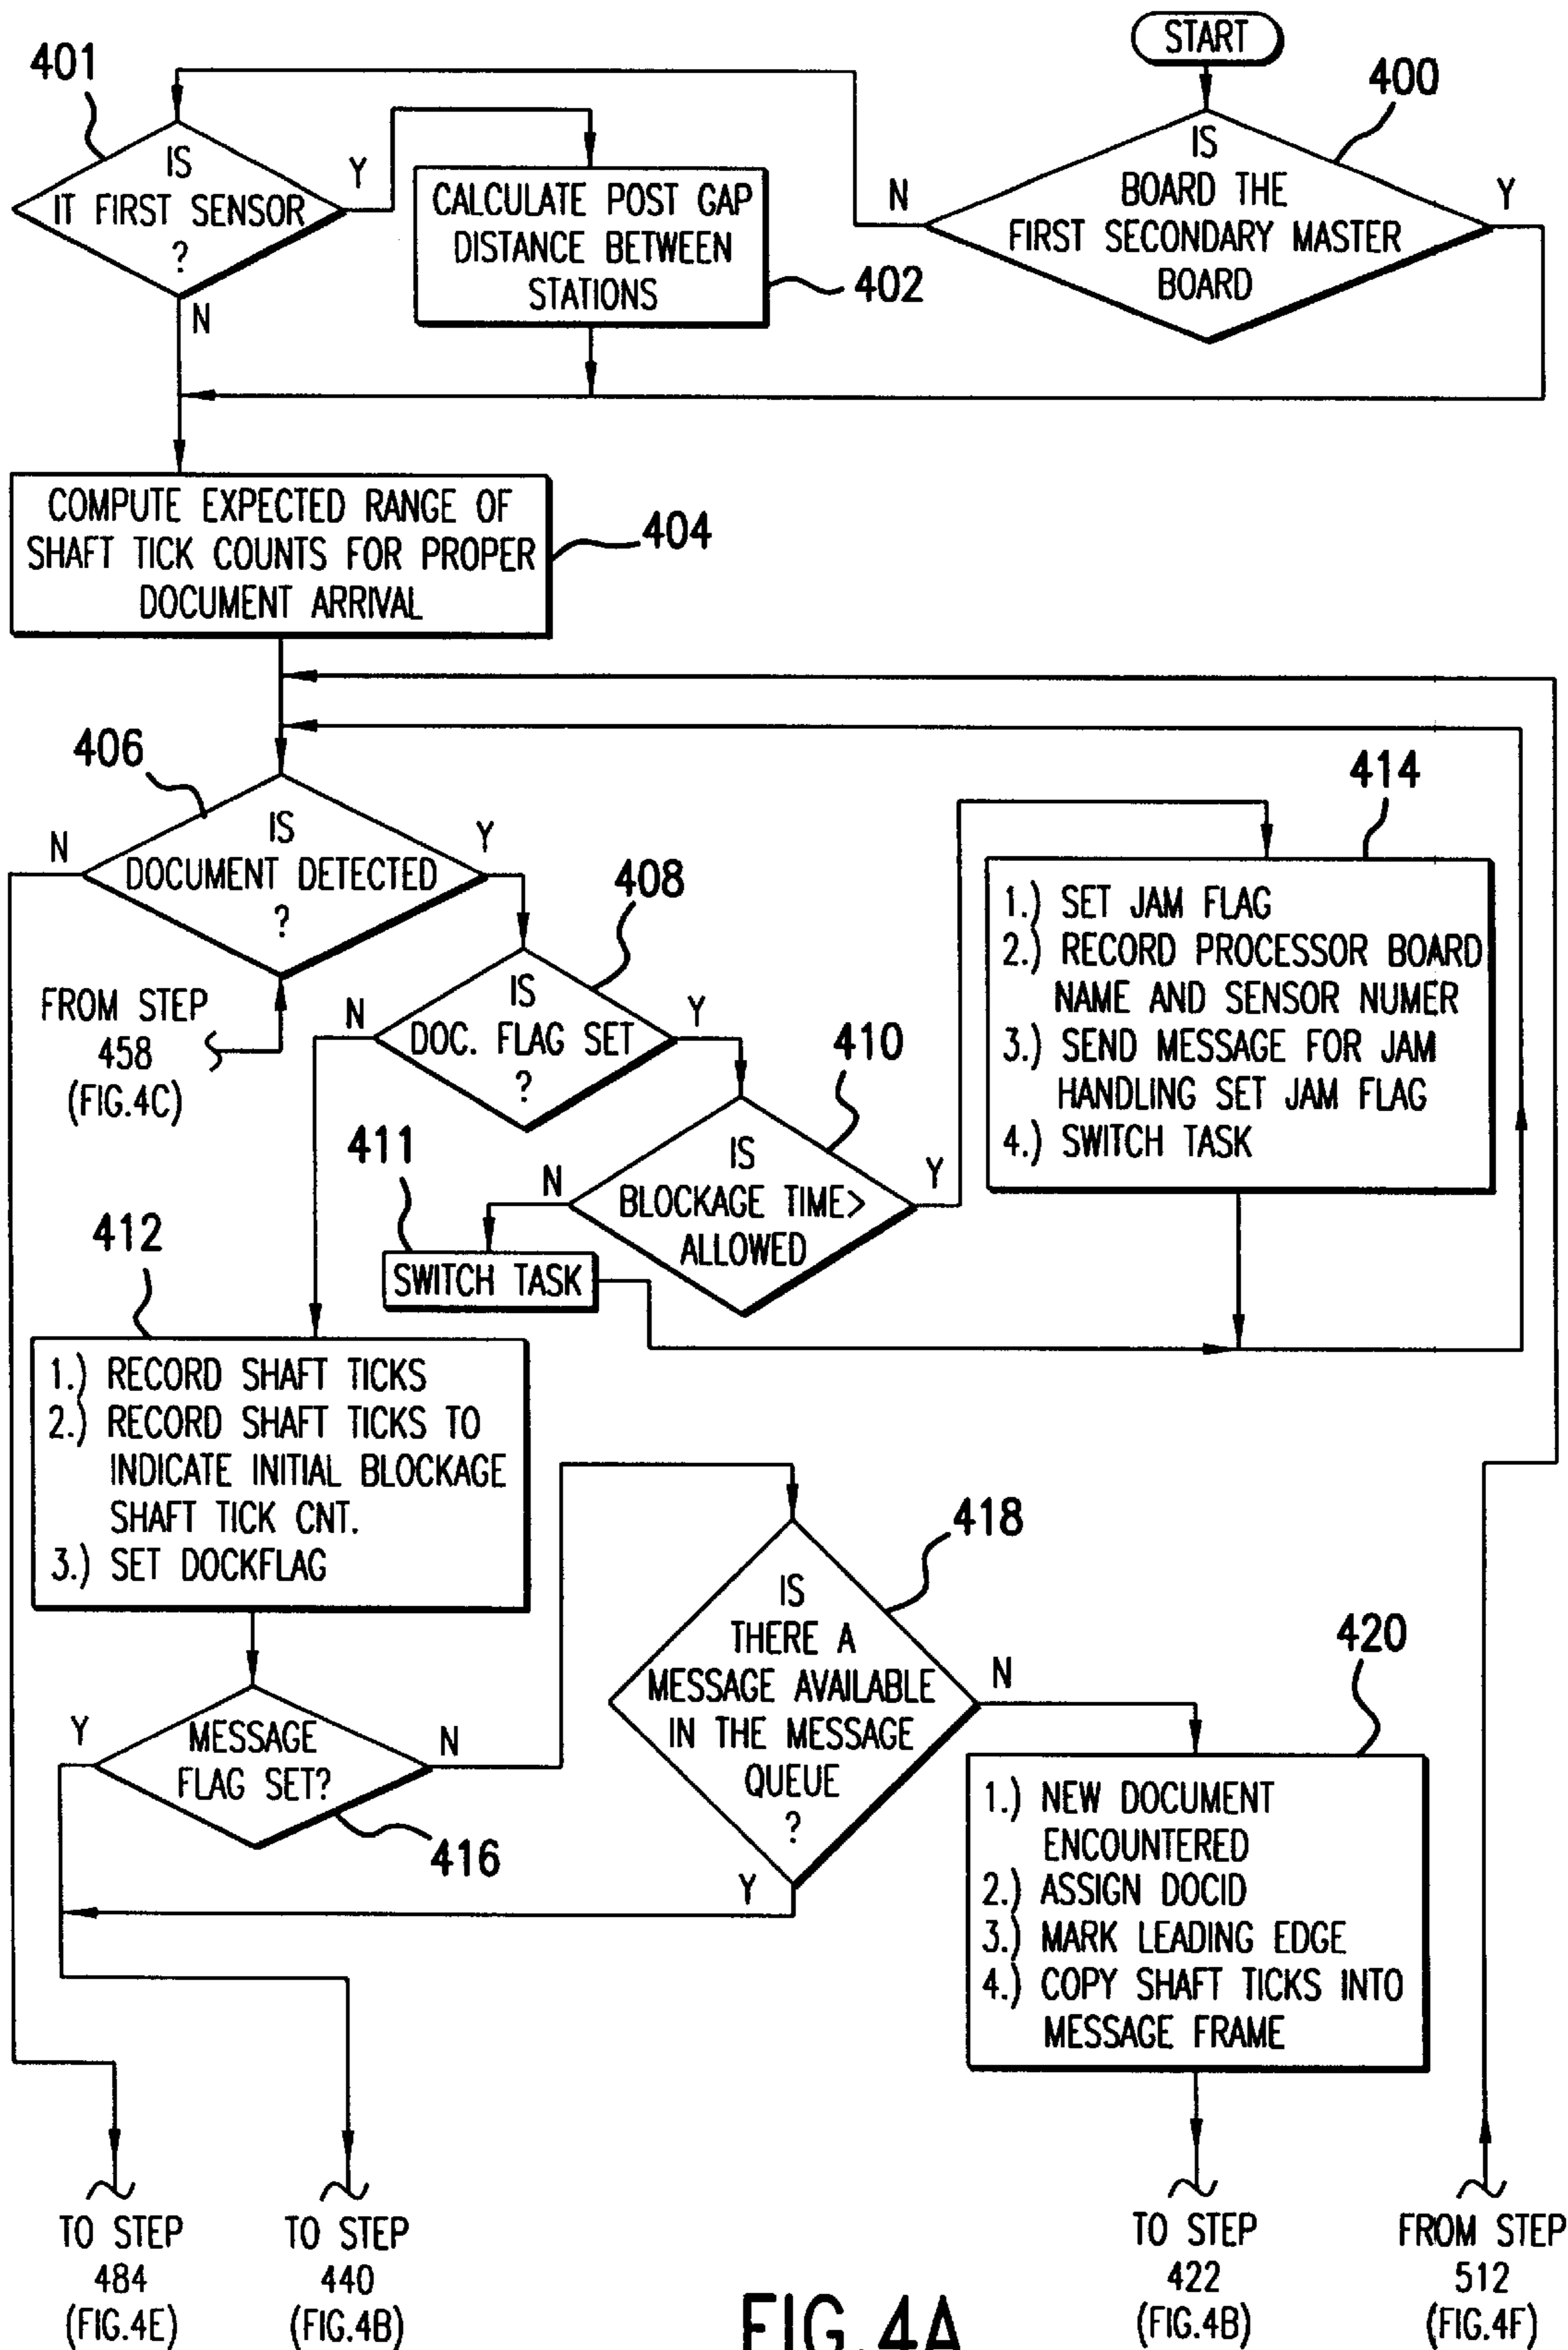 START
400
401
IS
BOARD THE
FIRST SECONDARY MASTER
BOARD
N
Y
IS
IT FIRST SENSOR
?
Y
N
CALCULATE POST GAP
DISTANCE BETWEEN
STATIONS
402
COMPUTE EXPECTED RANGE OF
SHAFT TICK COUNTS FOR PROPER
DOCUMENT ARRIVAL
404
406
IS
DOCUMENT DETECTED
?
N
Y
FROM STEP
458
(FIG.4C)
408
IS
DOC. FLAG SET
?
N
Y
410
IS
BLOCKAGE TIME>
ALLOWED
N
Y
411
SWITCH TASK
414
1.) SET JAM FLAG
2.) RECORD PROCESSOR BOARD
NAME AND SENSOR NUMER
3.) SEND MESSAGE FOR JAM
HANDLING SET JAM FLAG
4.) SWITCH TASK
412
1.) RECORD SHAFT TICKS
2.) RECORD SHAFT TICKS TO
INDICATE INITIAL BLOCKAGE
SHAFT TICK CNT.
3.) SET DOCKFLAG
Y
MESSAGE
FLAG SET?
N
416
418
IS
THERE A
MESSAGE AVAILABLE
IN THE MESSAGE
QUEUE
?
N
Y
420
1.) NEW DOCUMENT
ENCOUNTERED
2.) ASSIGN DOCID
3.) MARK LEADING EDGE
4.) COPY SHAFT TICKS INTO
MESSAGE FRAME
TO STEP
484
(FIG.4E)
TO STEP
440
(FIG.4B)
TO STEP
422
(FIG.4B)
FROM STEP
512
(FIG.4F)
FIG.4A